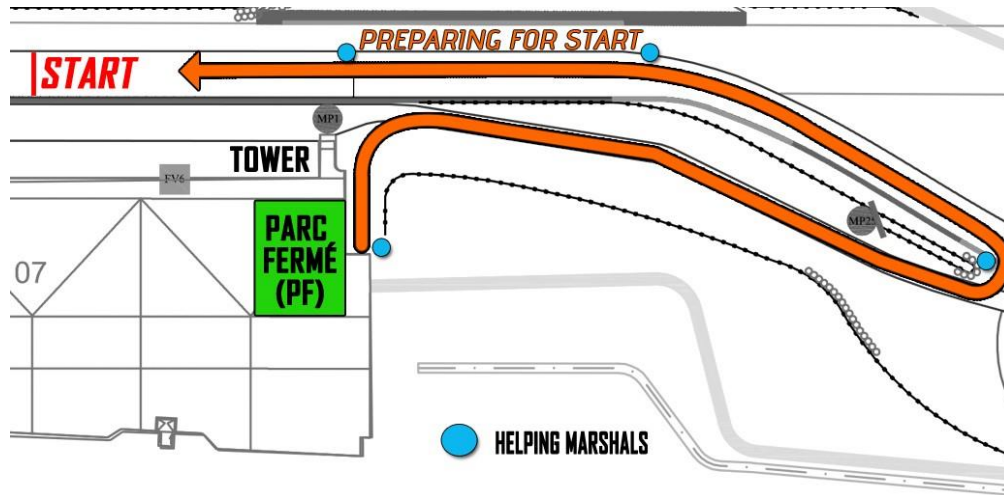 PREPARING FOR START
START
MP1
TOWER
FV6
PARC
FERMÉ
(PF)
07
MP25
HELPING MARSHALS